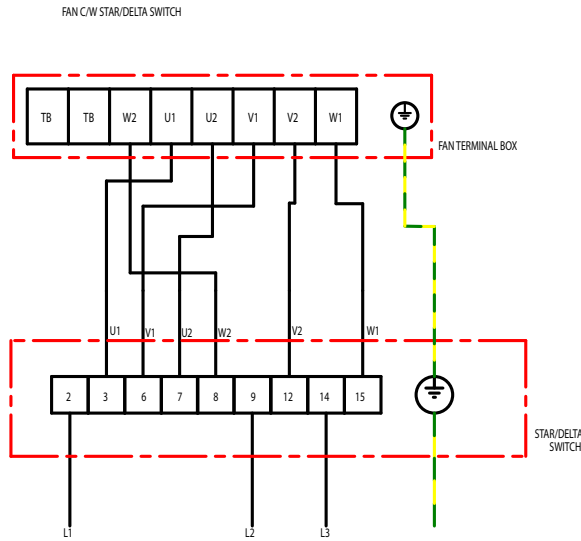 FAN C/W STAR/DELTA SWITCH
TB TB W2 U1 U2 V1 V2 W1
FAN TERMINAL BOX
U1 V1 U2 W2 V2 W1
2 3 6 7 8 9 12 14 15
STAR/DELTA
SWITCH
L1 L2 L3